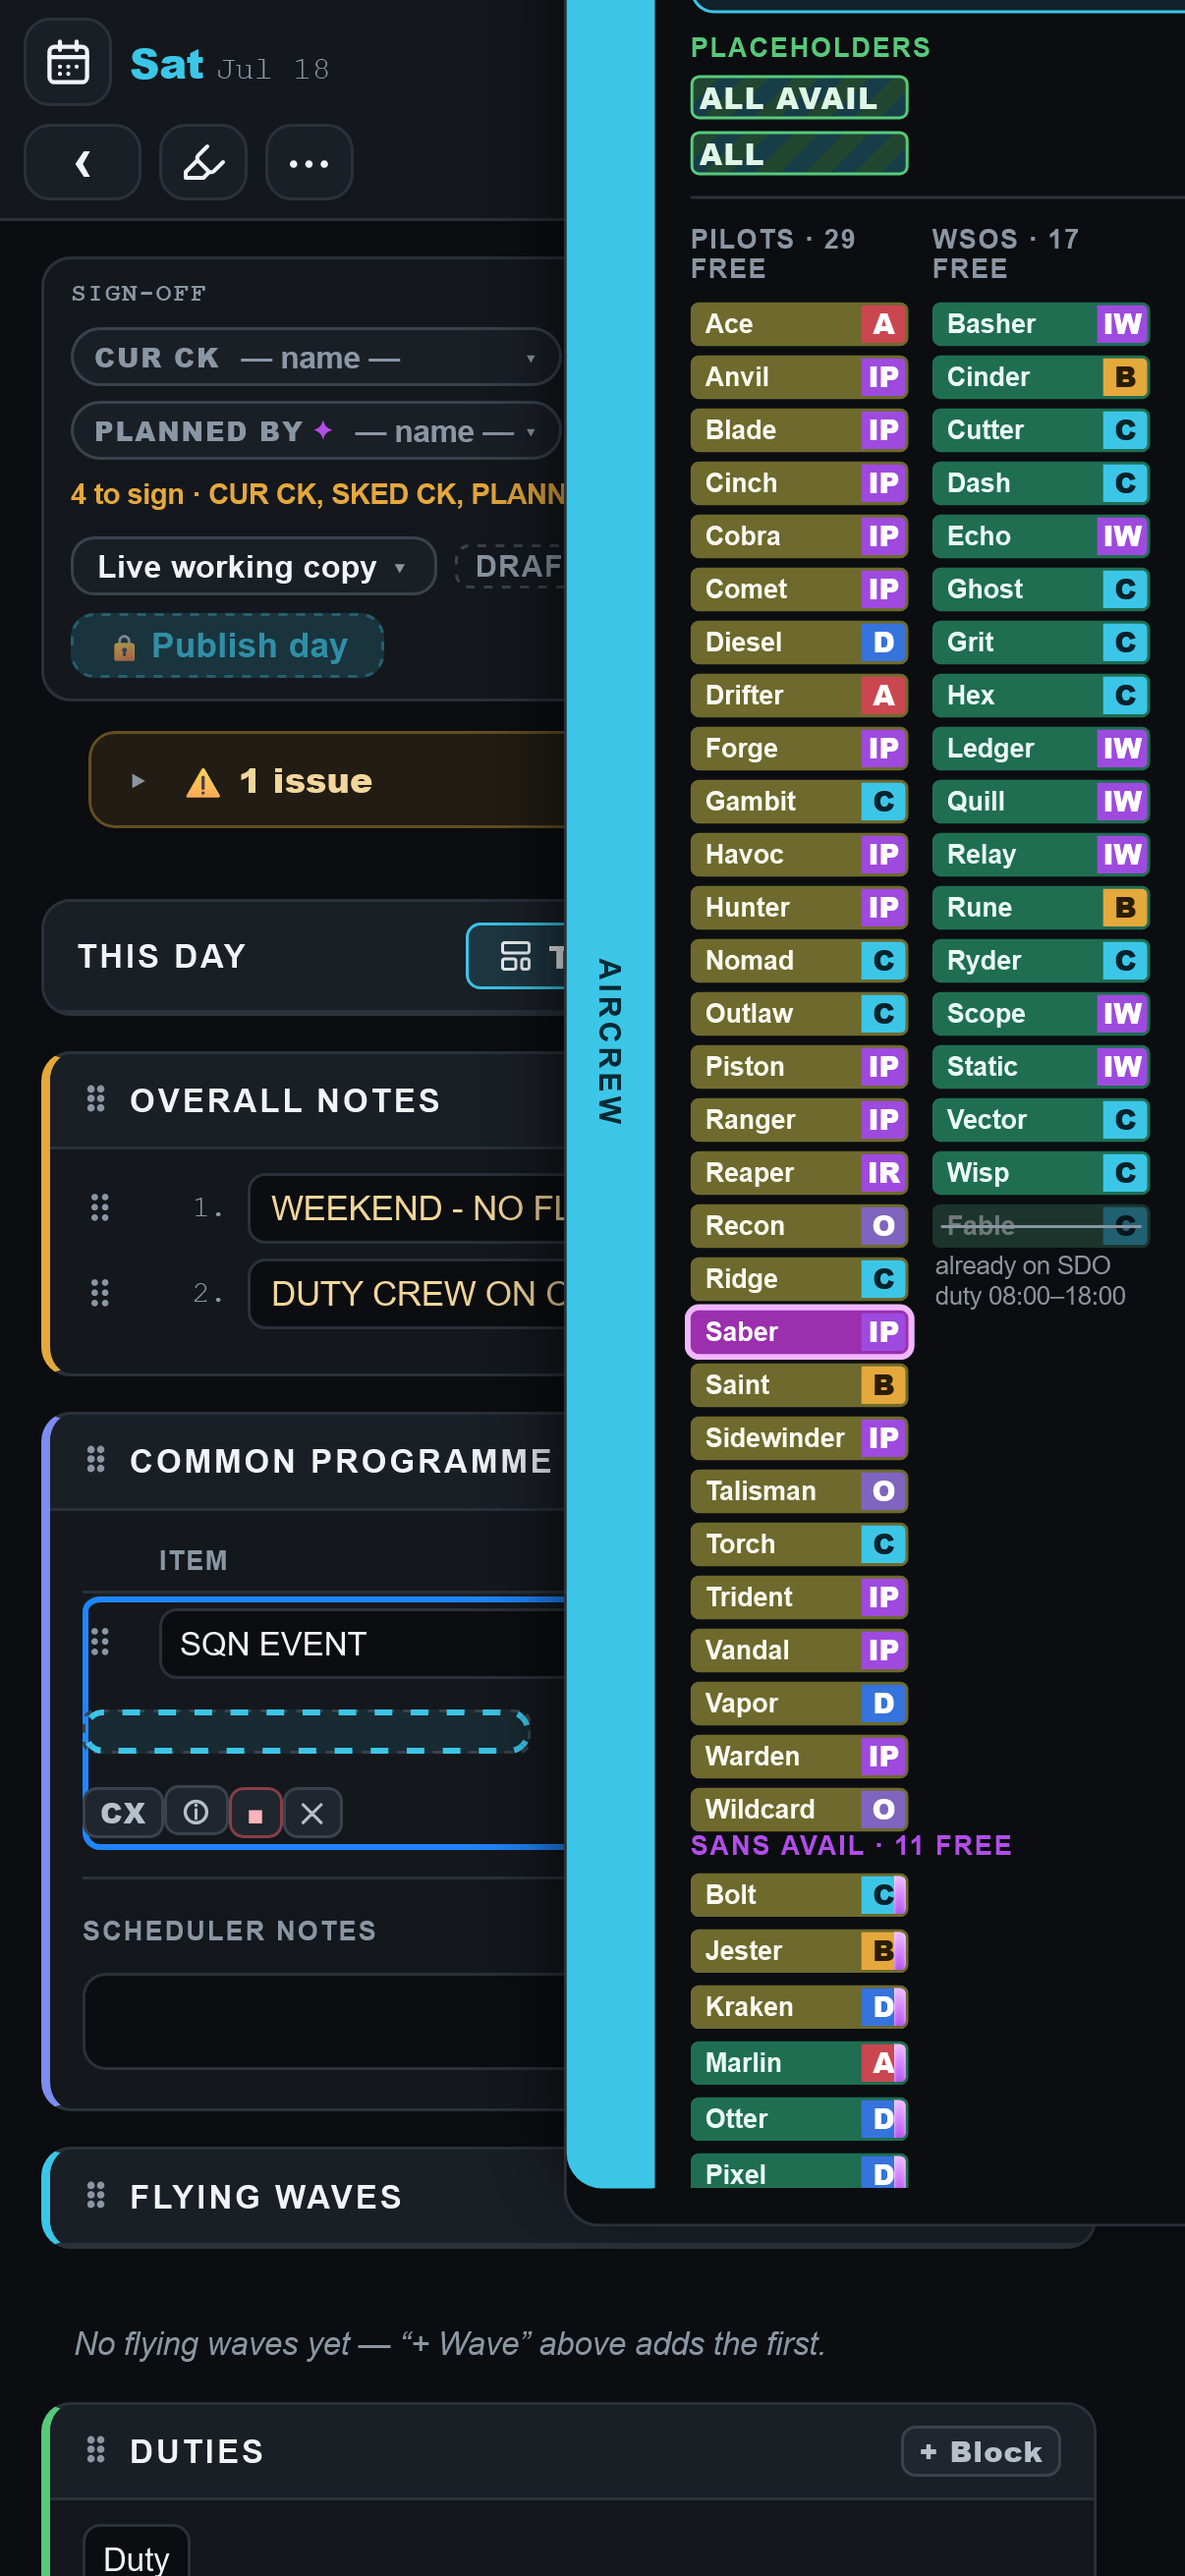 Sat Jul 18
SIGN-OFF
CUR CK — name —
PLANNED BY — name —
4 to sign · CUR CK, SKED CK, PLANN
Live working copy DRAF
Publish day
1 issue
THIS DAY
OVERALL NOTES
1. WEEKEND - NO FL
2. DUTY CREW ON
COMMON PROGRAMME
ITEM
SQN EVENT
CX
SCHEDULER NOTES
FLYING WAVES
No flying waves yet — “+ Wave” above adds the first.
DUTIES + Block
Duty
AIRCREW
PLACEHOLDERS
ALL AVAIL
ALL
PILOTS · 29
FREE
Ace A
Anvil IP
Blade IP
Cinch IP
Cobra IP
Comet IP
Diesel D
Drifter A
Forge IP
Gambit C
Havoc IP
Hunter IP
Nomad C
Outlaw C
Piston IP
Ranger IP
Reaper IR
Recon O
Ridge C
Saber IP
Saint B
Sidewinder IP
Talisman O
Torch C
Trident IP
Vandal IP
Vapor D
Warden IP
Wildcard O
WSOS · 17
FREE
Basher IW
Cinder B
Cutter C
Dash C
Echo IW
Ghost C
Grit C
Hex C
Ledger IW
Quill IW
Relay IW
Rune B
Ryder C
Scope IW
Static IW
Vector C
Wisp C
Fable C
already on SDO
duty 08:00–18:00
SANS AVAIL · 11 FREE
Bolt C
Jester B
Kraken D
Marlin A
Otter D
Pixel D